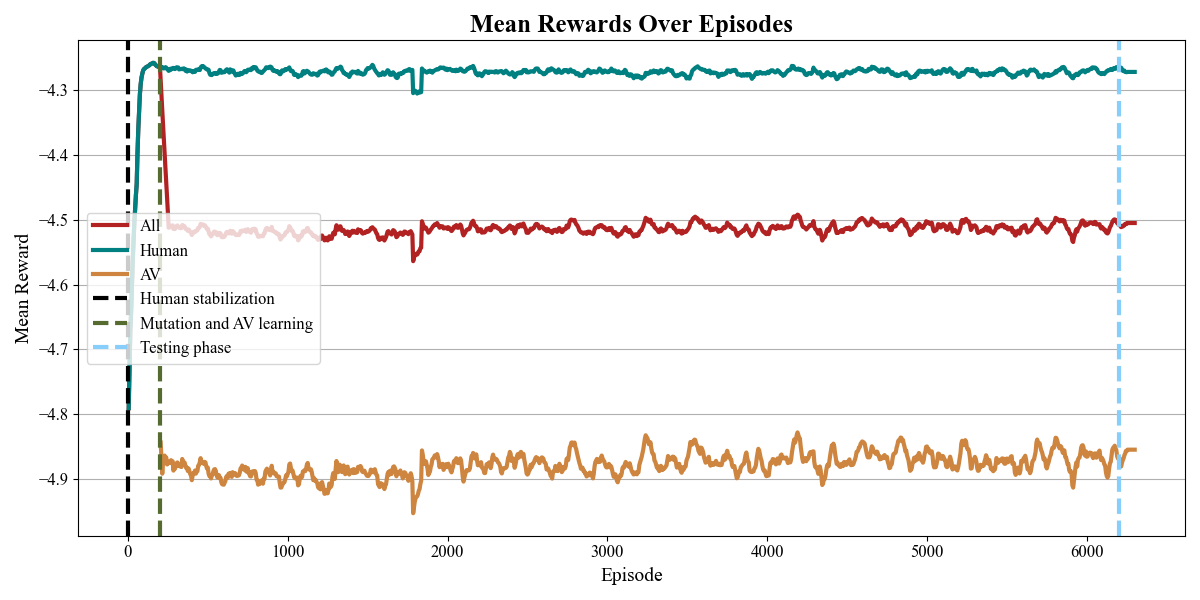 Mean Rewards Over Episodes
Mean Reward
−4.3
−4.4
−4.5
−4.6
−4.7
−4.8
−4.9
All
Human
AV
Human stabilization
Mutation and AV learning
Testing phase
0 1000 2000 3000 4000 5000 6000
Episode